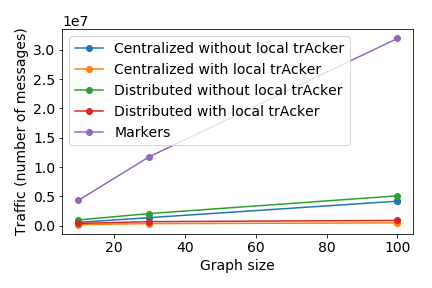 1e7
Traffic (number of messages)
3.0
2.5
2.0
1.5
1.0
0.5
0.0
Centralized without local trAcker
Centralized with local trAcker
Distributed without local trAcker
Distributed with local trAcker
Markers
20 40 60 80 100
Graph size